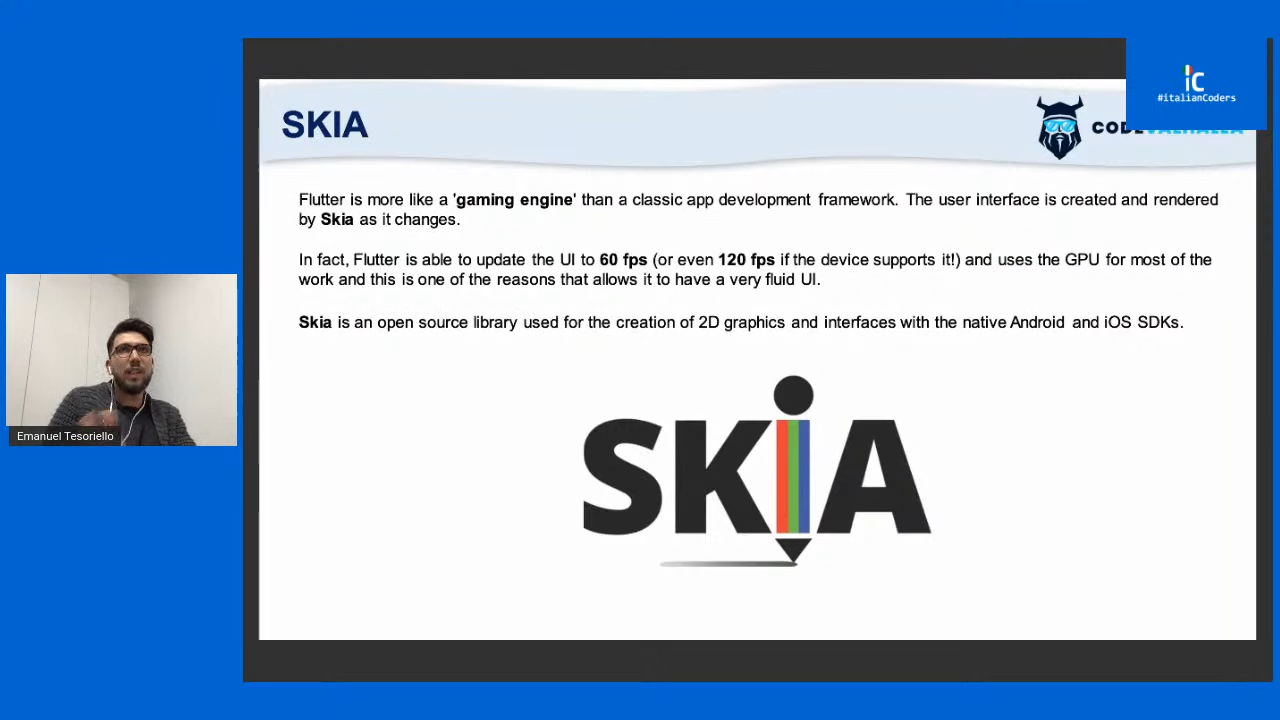 iC
#italianCoders
SKIA
Flutter is more like a 'gaming engine' than a classic app development framework. The user interface is created and rendered
by Skia as it changes.
In fact, Flutter is able to update the UI to 60 fps (or even 120 fps if the device supports it!) and uses the GPU for most of the
work and this is one of the reasons that allows it to have a very fluid UI.
Skia is an open source library used for the creation of 2D graphics and interfaces with the native Android and iOS SDKs.
SKiA
Emanuel Tesoriello